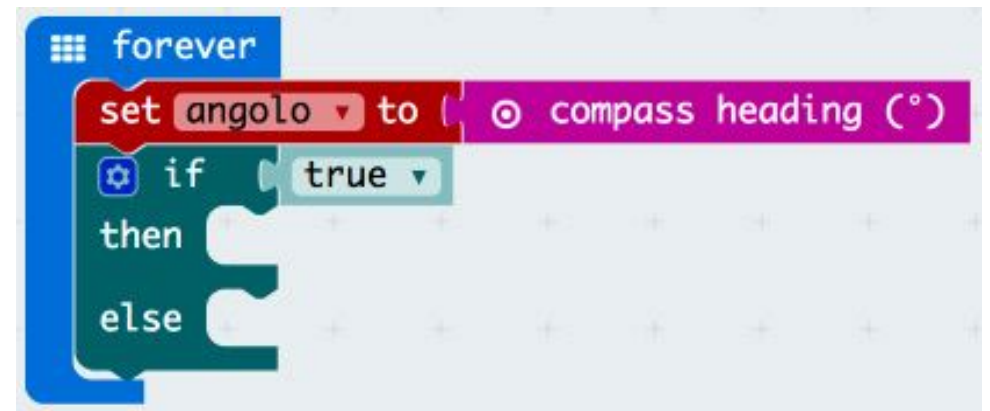 forever
set angolo to compass heading (°)
if true
then
else